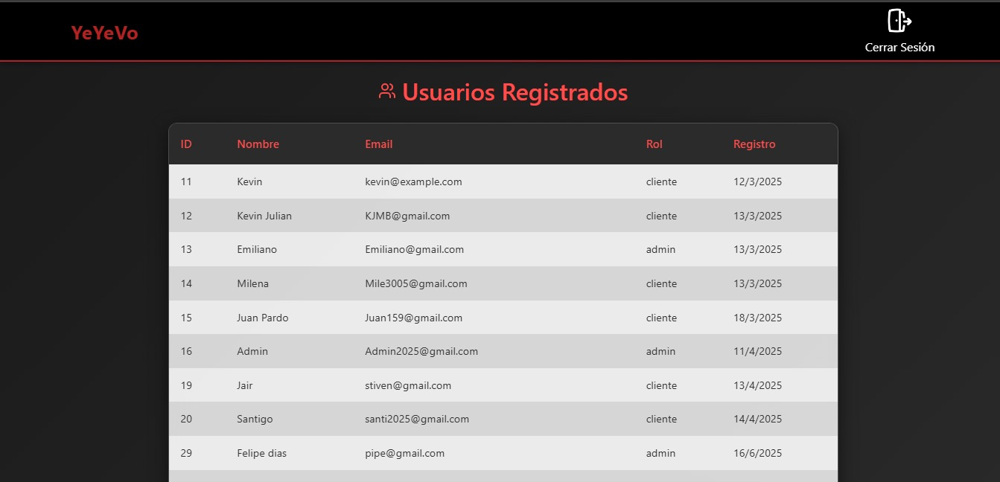 YeYeVo
Cerrar Sesión
Usuarios Registrados
ID Nombre Email Rol Registro
11 Kevin kevin@example.com cliente 12/3/2025
12 Kevin Julian KJMB@gmail.com cliente 13/3/2025
13 Emiliano Emiliano@gmail.com admin 13/3/2025
14 Milena Mile3005@gmail.com cliente 13/3/2025
15 Juan Pardo Juan159@gmail.com cliente 18/3/2025
16 Admin Admin2025@gmail.com admin 11/4/2025
19 Jair stiven@gmail.com cliente 13/4/2025
20 Santigo santi2025@gmail.com cliente 14/4/2025
29 Felipe dias pipe@gmail.com admin 16/6/2025